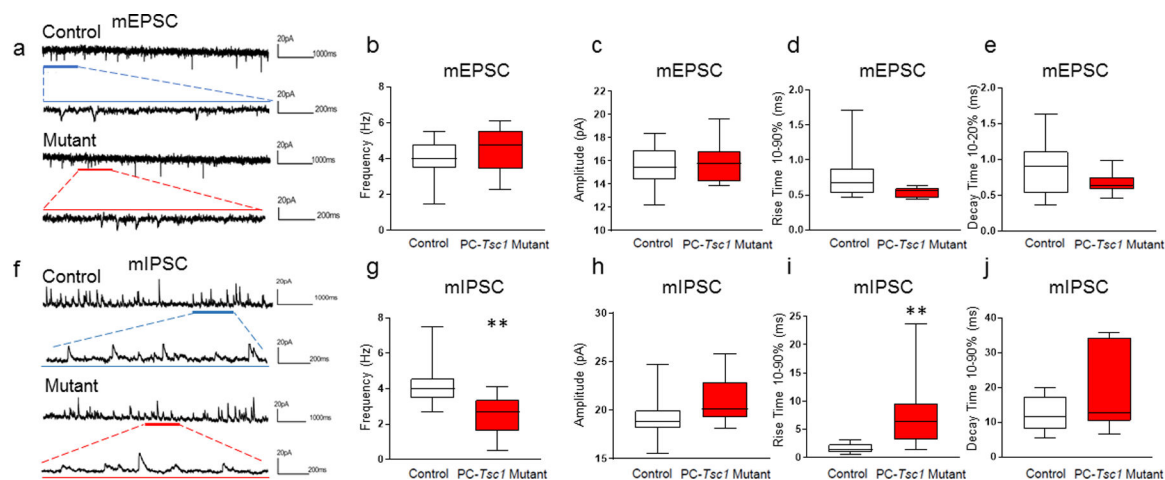 a
mEPSC
Control
20pA
1000ms
20pA
200ms
Mutant
20pA
1000ms
20pA
200ms
b
mEPSC
Frequency (Hz)
8
6
4
2
0
Control
PC-Tsc1 Mutant
c
mEPSC
Amplitude (pA)
22
20
18
16
14
12
10
Control
PC-Tsc1 Mutant
d
mEPSC
Rise Time 10-90% (ms)
2.0
1.5
1.0
0.5
0.0
Control
PC-Tsc1 Mutant
e
mEPSC
Decay Time 10-20% (ms)
2.0
1.5
1.0
0.5
0.0
Control
PC-Tsc1 Mutant
f
mIPSC
Control
20pA
1000ms
20pA
200ms
Mutant
20pA
1000ms
20pA
200ms
g
mIPSC
**
Frequency (Hz)
8
6
4
2
0
Control
PC-Tsc1 Mutant
h
mIPSC
Amplitude (pA)
30
25
20
15
Control
PC-Tsc1 Mutant
i
mIPSC
**
Rise Time 10-90% (ms)
25
20
15
10
5
0
Control
PC-Tsc1 Mutant
j
mIPSC
Decay Time 10-90% (ms)
40
30
20
10
0
Control
PC-Tsc1 Mutant